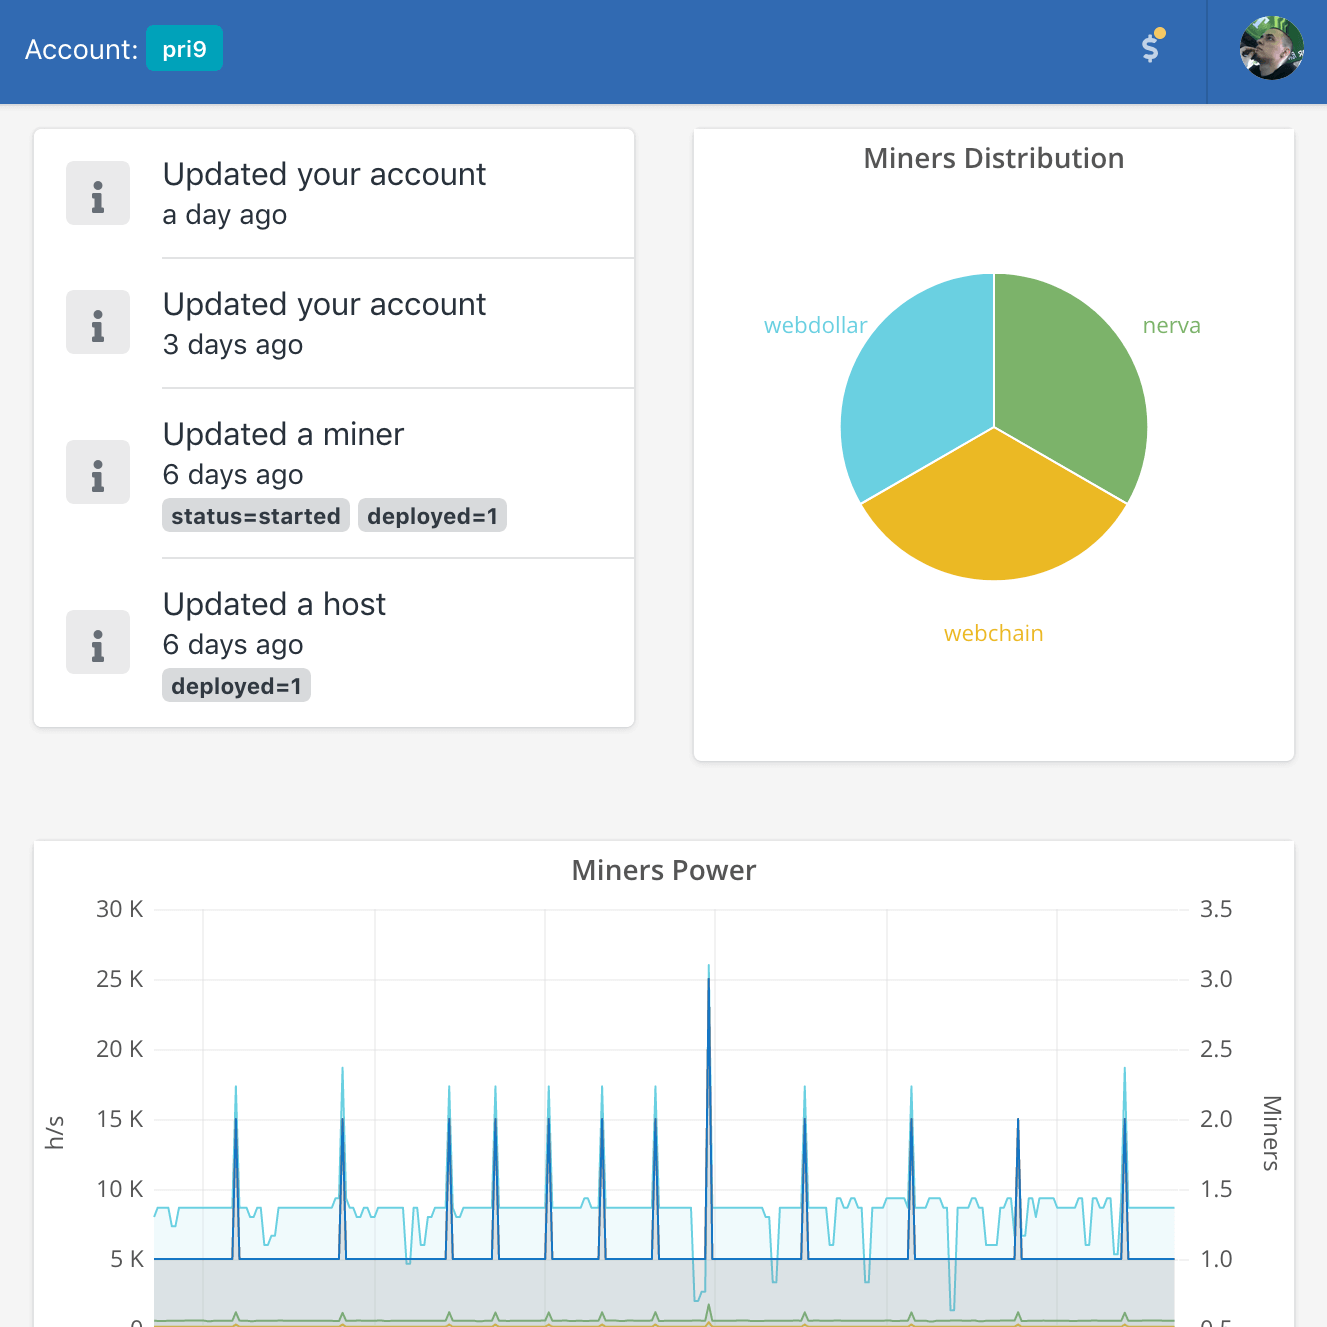 Account: pri9
$
Updated your account
a day ago
Updated your account
3 days ago
Updated a miner
6 days ago
status=started deployed=1
Updated a host
6 days ago
deployed=1
Miners Distribution
webdollar
nerva
webchain
Miners Power
30 K
25 K
20 K
15 K
10 K
5 K
0
h/s
3.5
3.0
2.5
2.0
1.5
1.0
0.5
Miners